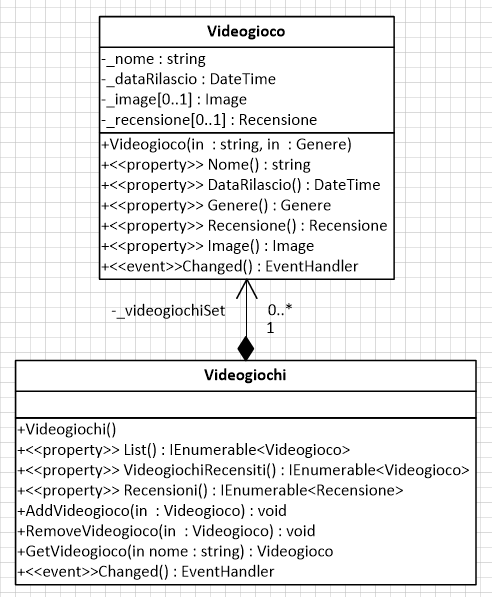 Videogioco
-_nome : string
-_dataRilascio : DateTime
-_image[0..1] : Image
-_recensione[0..1] : Recensione
+Videogioco(in  : string, in  : Genere)
+<<property>> Nome() : string
+<<property>> DataRilascio() : DateTime
+<<property>> Genere() : Genere
+<<property>> Recensione() : Recensione
+<<property>> Image() : Image
+<<event>>Changed() : EventHandler
-_videogiochiSet 0..*
1
Videogiochi
+Videogiochi()
+<<property>> List() : IEnumerable<Videogioco>
+<<property>> VideogiochiRecensiti() : IEnumerable<Videogioco>
+<<property>> Recensioni() : IEnumerable<Recensione>
+AddVideogioco(in  : Videogioco) : void
+RemoveVideogioco(in  : Videogioco) : void
+GetVideogioco(in nome : string) : Videogioco
+<<event>>Changed() : EventHandler